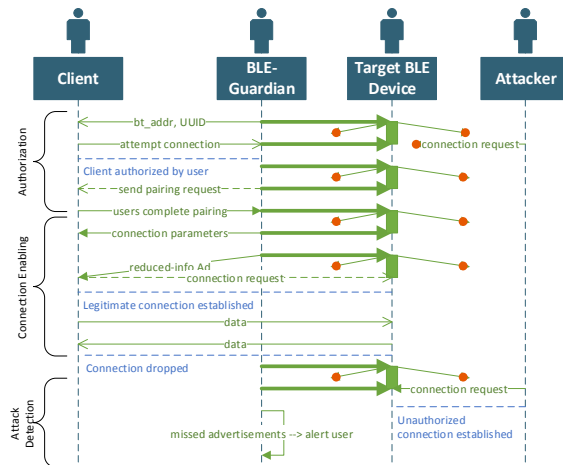 Client
BLE-
Guardian
Target BLE
Device
Attacker
Authorization
bt_addr, UUID
attempt connection
connection request
Client authorized by user
send pairing request
users complete pairing
Connection Enabling
connection parameters
reduced-info Ad
connection request
Legitimate connection established
data
data
Connection dropped
Attack
Detection
connection request
Unauthorized
connection established
missed advertisements --> alert user